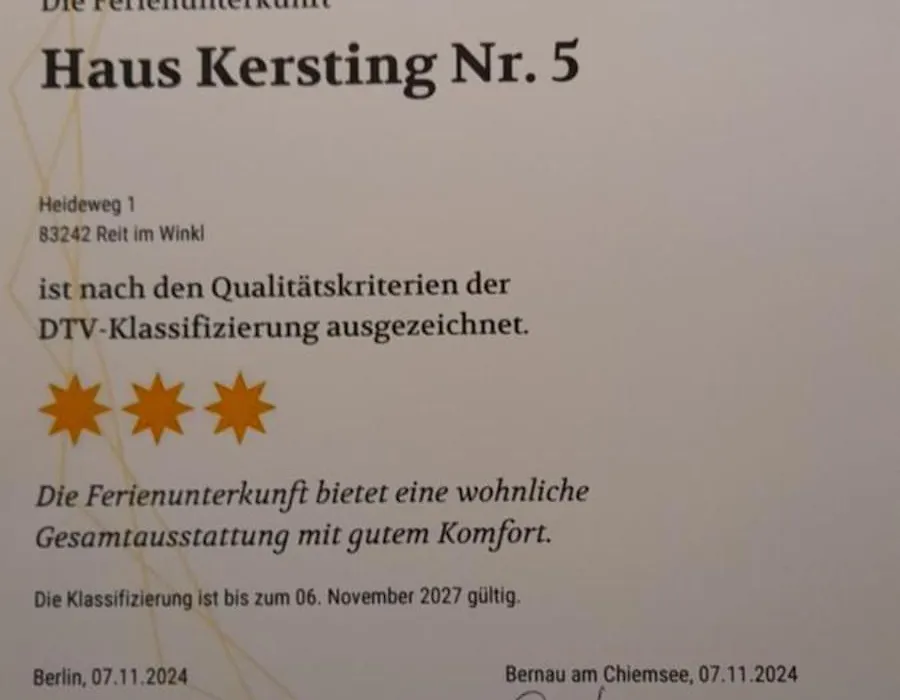 Die Ferienunterkunft
Haus Kersting Nr. 5
Heideweg 1
83242 Reit im Winkl
ist nach den Qualitätskriterien der
DTV-Klassifizierung ausgezeichnet.
Die Ferienunterkunft bietet eine wohnliche
Gesamtausstattung mit gutem Komfort.
Die Klassifizierung ist bis zum 06. November 2027 gültig.
Berlin, 07.11.2024
Bernau am Chiemsee, 07.11.2024